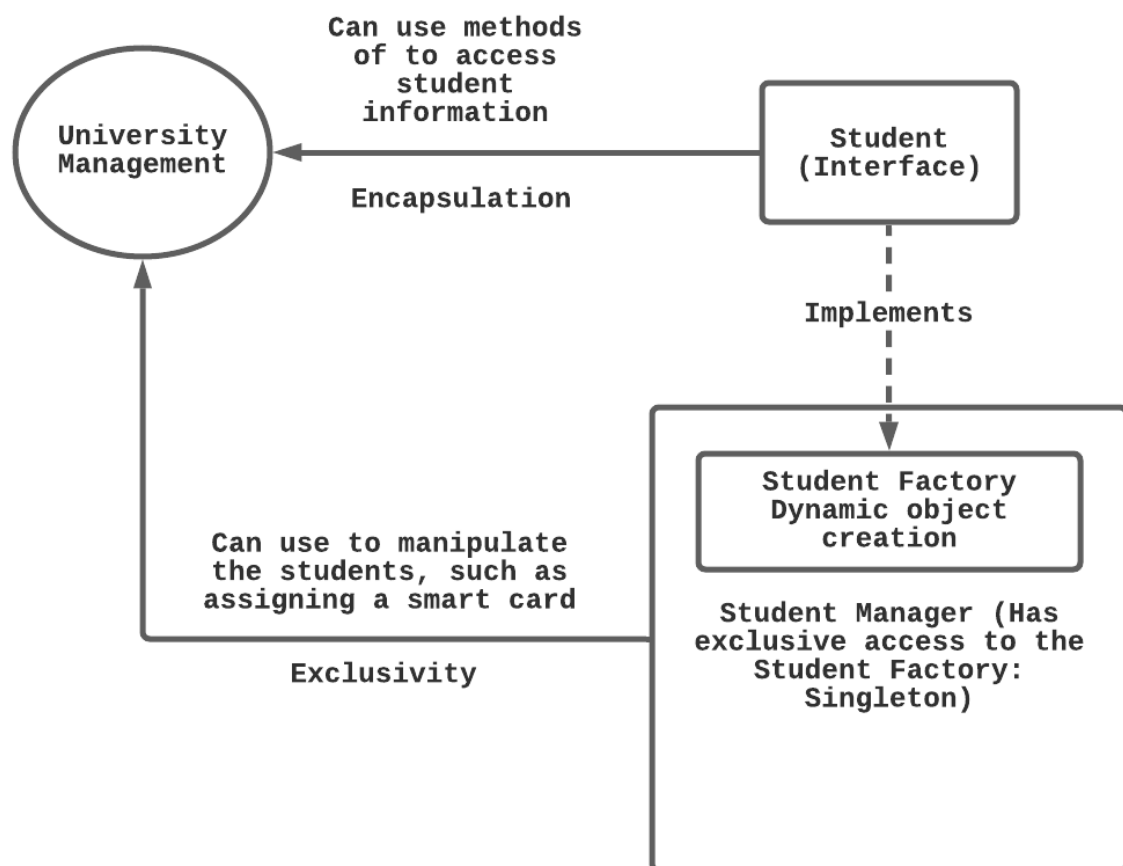 Can use methods
of to access
student
information
University
Management
Student
(Interface)
Encapsulation
Implements
Student Factory
Dynamic object
creation
Can use to manipulate
the students, such as
assigning a smart card
Student Manager (Has
exclusive access to the
Student Factory:
Singleton)
Exclusivity